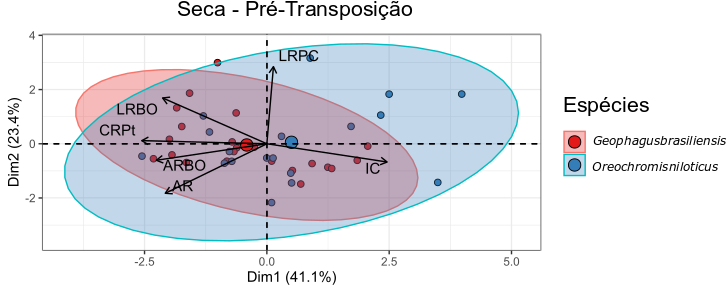 Seca - Pré-Transposição
4
2
0
-2
Dim2 (23.4%)
LRPC
LRBO
CRPt
ARBO
AR
IC
-2.5
0.0
2.5
5.0
Dim1 (41.1%)
Espécies
Geophagusbrasiliensis
Oreochromisniloticus